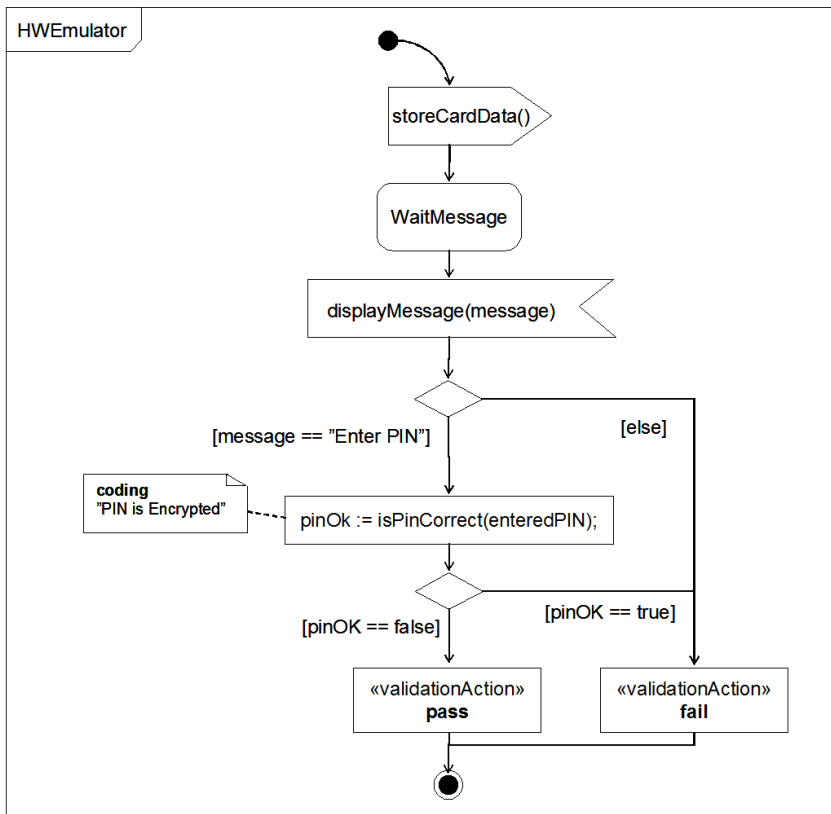 HWEmulator
storeCardData()
WaitMessage
displayMessage(message)
[message == ”Enter PIN”]
[else]
coding
”PIN is Encrypted”
pinOk := isPinCorrect(enteredPIN);
[pinOK == false]
[pinOK == true]
«validationAction»
pass
«validationAction»
fail